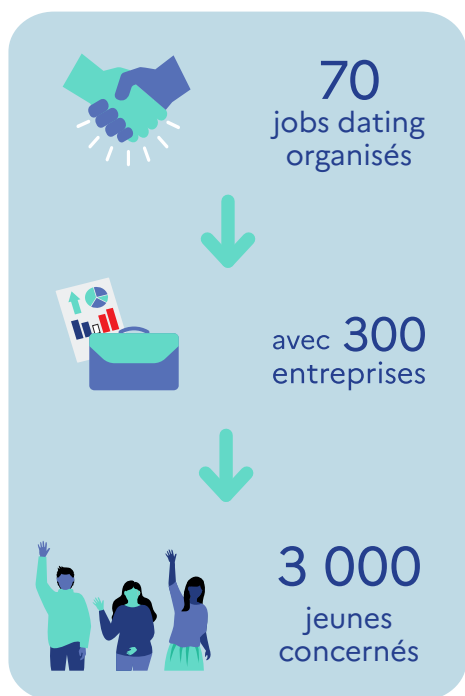 70
jobs dating
organisés
avec 300
entreprises
3 000
jeunes
concernés